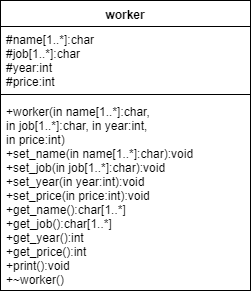 worker
#name[1..*]:char
#job[1..*]:char
#year:int
#price:int
+worker(in name[1..*]:char,
in job[1..*]:char, in year:int,
in price:int)
+set_name(in name[1..*]:char):void
+set_job(in job[1..*]:char):void
+set_year(in year:int):void
+set_price(in price:int):void
+get_name():char[1..*]
+get_job():char[1..*]
+get_year():int
+get_price():int
+print():void
+~worker()